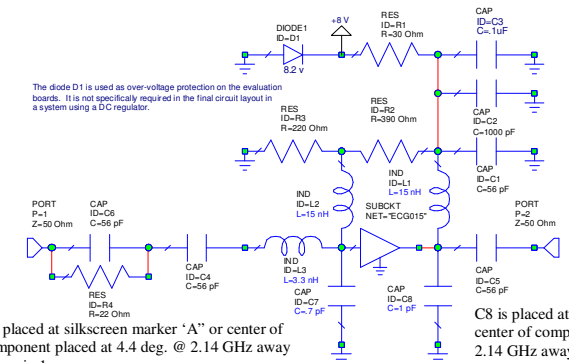 +8 V
DIODE1
ID=D1
8.2 v
RES
ID=R1
R=30 Ohm
CAP
ID=C3
C=.1uF
The diode D1 is used as over-voltage protection on the evaluation
boards. It is not specifically required in the final circuit layout in
a system using a DC regulator.
RES
ID=R3
R=220 Ohm
RES
ID=R2
R=390 Ohm
CAP
ID=C2
C=1000 pF
CAP
ID=C1
C=56 pF
IND
ID=L2
L=15 nH
IND
ID=L1
L=15 nH
SUBCKT
NET="ECG015"
PORT
P=1
Z=50 Ohm
CAP
ID=C6
C=56 pF
RES
ID=R4
R=22 Ohm
CAP
ID=C4
C=56 pF
IND
ID=L3
L=3.3 nH
CAP
ID=C7
C=.7 pF
CAP
ID=C8
C=1 pF
CAP
ID=C5
C=56 pF
PORT
P=2
Z=50 Ohm
placed at silkscreen marker ‘A” or center of
mponent placed at 4.4 deg. @ 2.14 GHz away
C8 is placed at
center of comp
2.14 GHz away